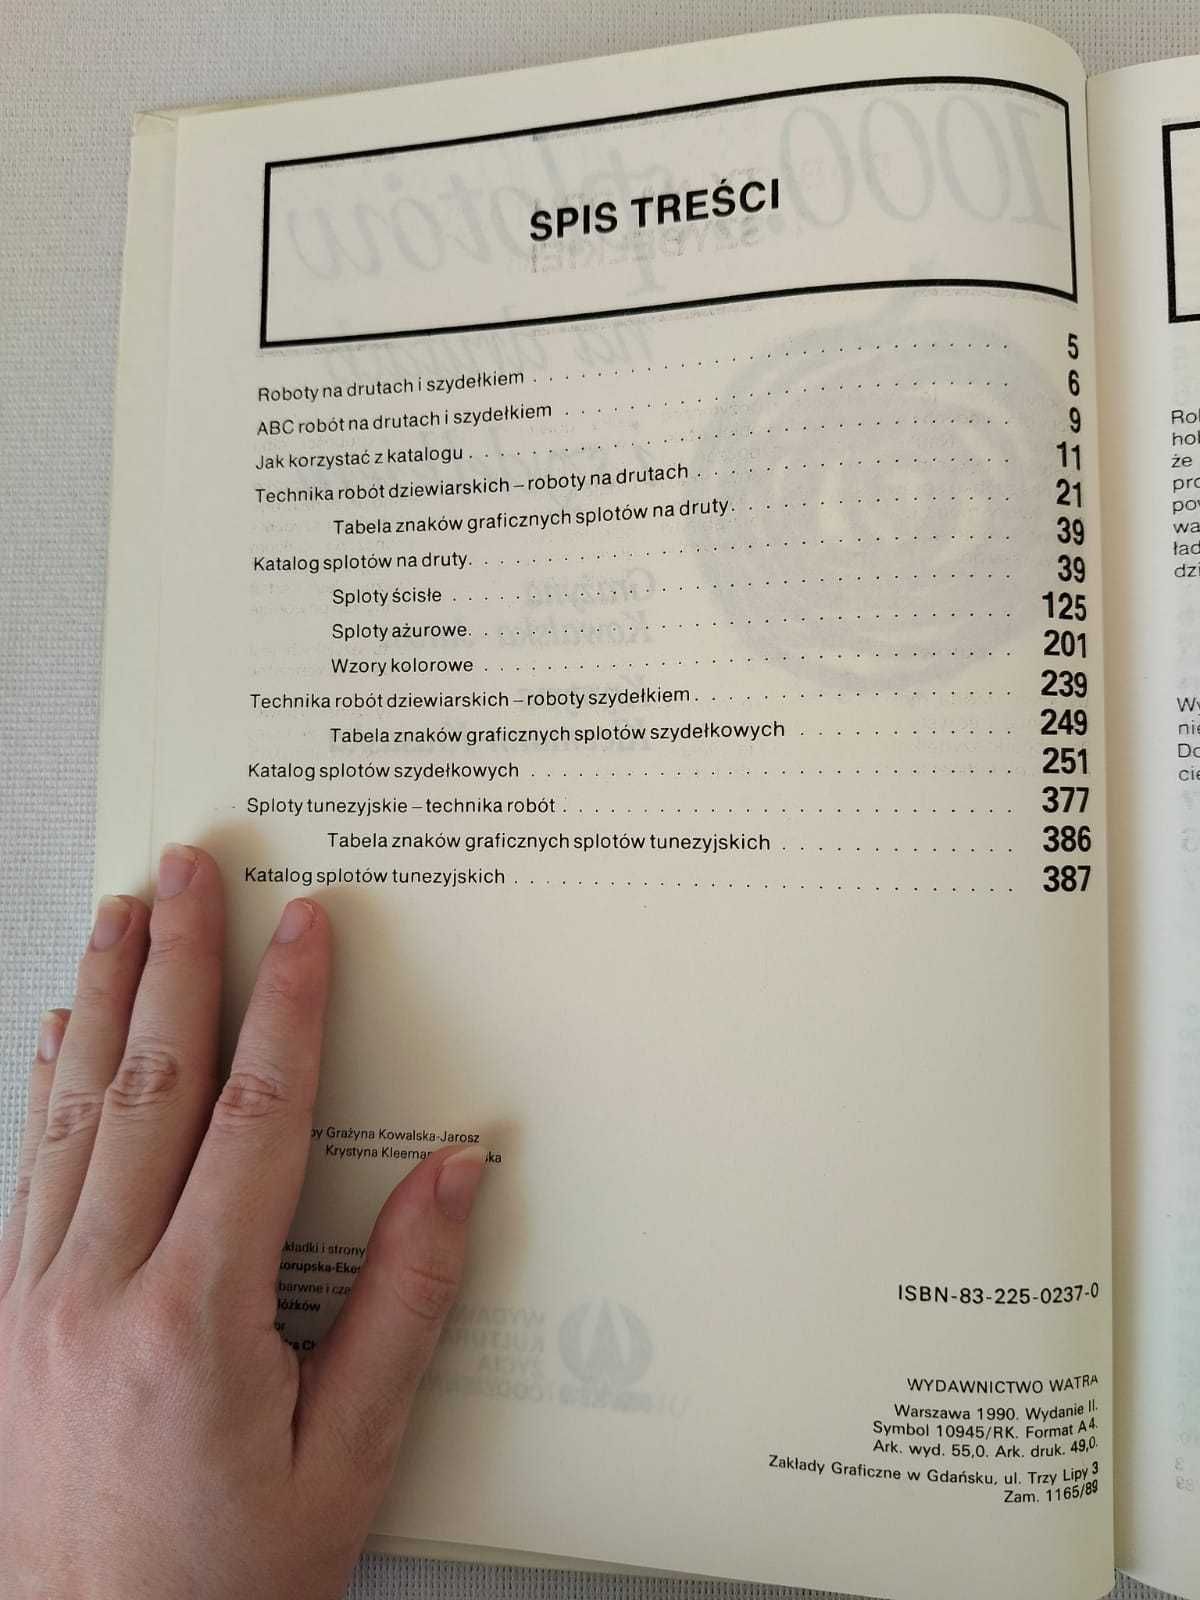 SPIS TREŚCI
Roboty na drutach i szydełkiem . . . . . . . . . . . . . . . . . . . . . 5
ABC robót na drutach i szydełkiem . . . . . . . . . . . . . . . . . . . . 6
Jak korzystać z katalogu . . . . . . . . . . . . . . . . . . . . . . . . 9
Technika robót dziewiarskich – roboty na drutach . . . . . . . . . . . . . . 11
Tabela znaków graficznych splotów na druty. . . . . . . . . . . . . 21
Katalog splotów na druty. . . . . . . . . . . . . . . . . . . . . . . . 39
Sploty ścisłe . . . . . . . . . . . . . . . . . . . . . . . . . 39
Sploty ażurowe. . . . . . . . . . . . . . . . . . . . . . . . 125
Wzory kolorowe . . . . . . . . . . . . . . . . . . . . . . . 201
Technika robót dziewiarskich – roboty szydełkiem . . . . . . . . . . . . . . 239
Tabela znaków graficznych splotów szydełkowych . . . . . . . . . . 249
Katalog splotów szydełkowych . . . . . . . . . . . . . . . . . . . . . . 251
Sploty tunezyjskie – technika robót . . . . . . . . . . . . . . . . . . . . 377
Tabela znaków graficznych splotów tunezyjskich . . . . . . . . . . . 386
Katalog splotów tunezyjskich . . . . . . . . . . . . . . . . . . . . . . 387
by Grażyna Kowalska-Jarosz
Krystyna
i strony
barwne i
ISBN-83-225-0237-0
WYDAWNICTWO WATRA
Warszawa 1990. Wydanie II.
Symbol 10945/RK. Format A4.
Ark. wyd. 55,0. Ark. druk. 49,0.
Zakłady Graficzne w Gdańsku, ul. Trzy Lipy 3
Zam. 1165/89